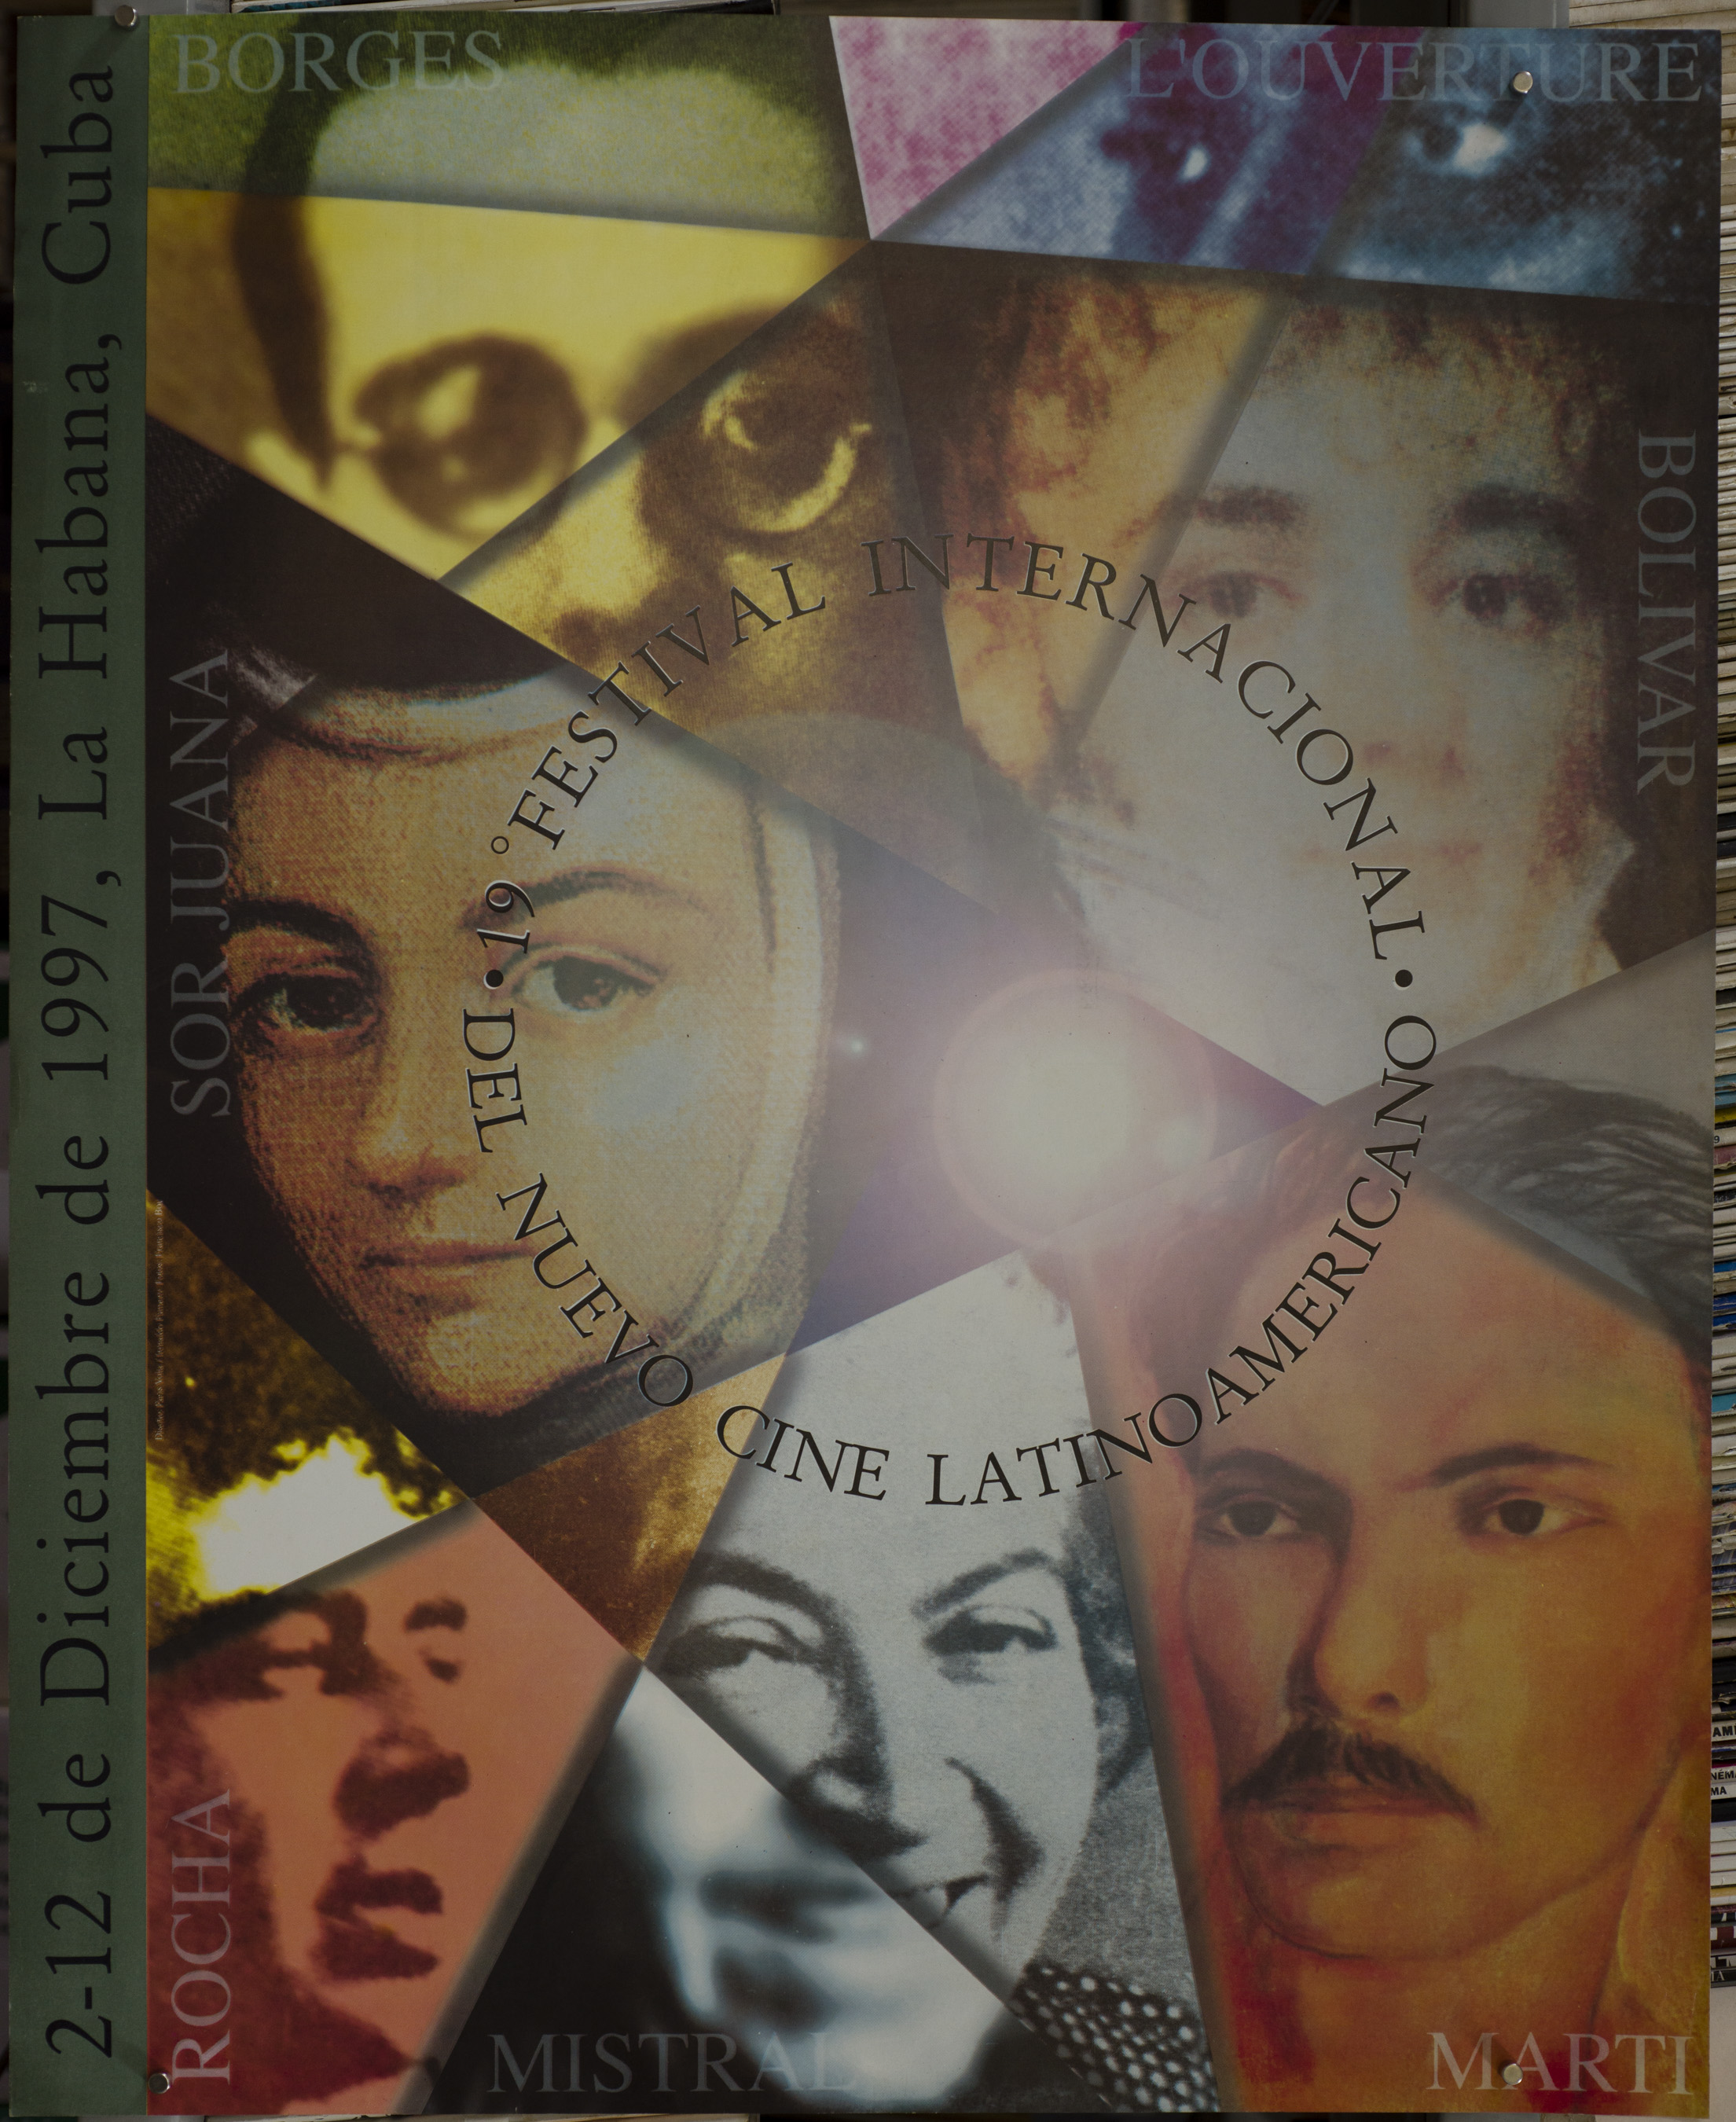 BORGES
L'OUVERTURE
BOLIVAR
SOR JUANA
ROCHA
MISTRAL
MARTI
• 19° FESTIVAL INTERNACIONAL •
DEL NUEVO CINE LATINOAMERICANO
2-12 de Diciembre de 1997, La Habana, Cuba